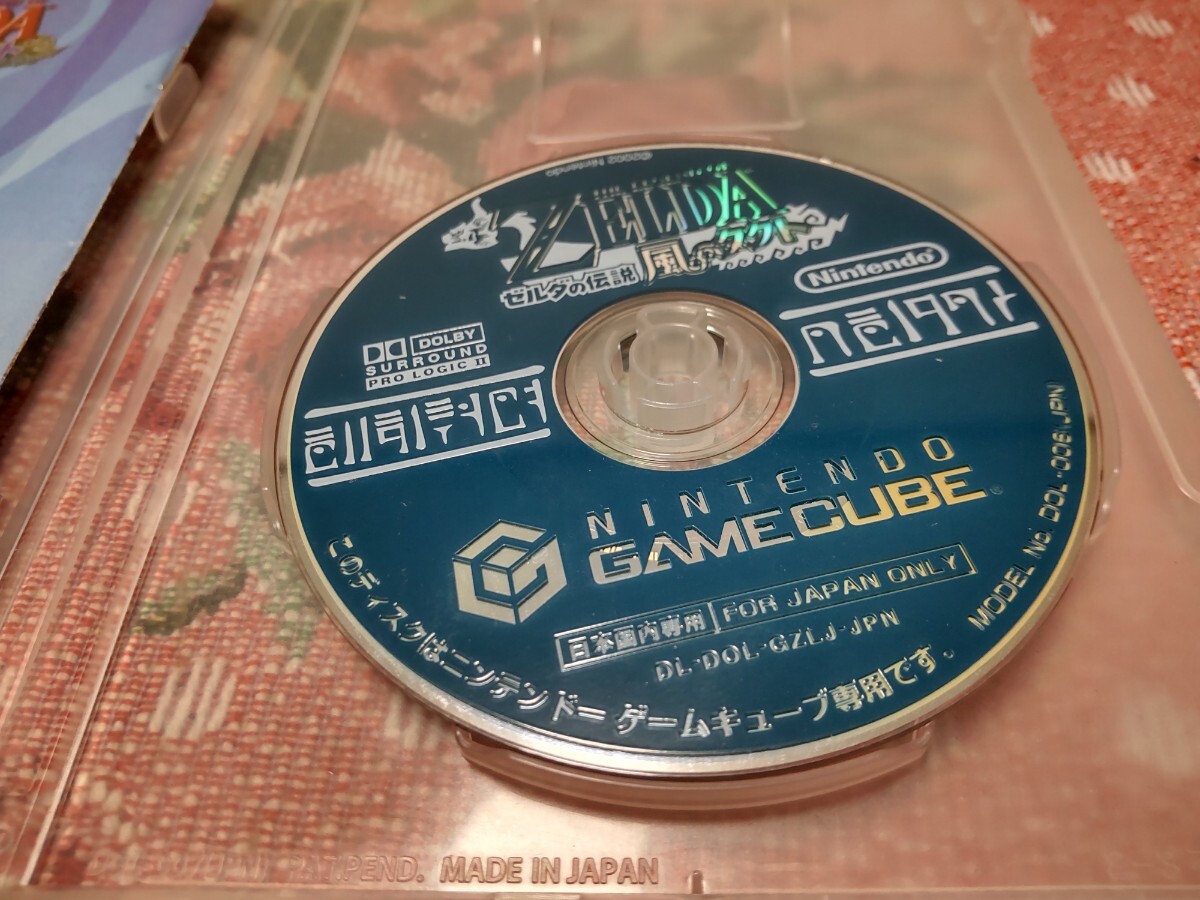 ©2002 Nintendo
ZELDA
ゼルダの伝説 風のタクト
Nintendo
DOLBY
SURROUND
PRO LOGIC II
NINTENDO
GAMECUBE®
日本国内専用 FOR JAPAN ONLY
DL-DOL-GZLJ-JPN
MODEL No. DOL-006(JPN)
このディスクはニンテンドーゲームキューブ専用です。
PAT.PEND. MADE IN JAPAN